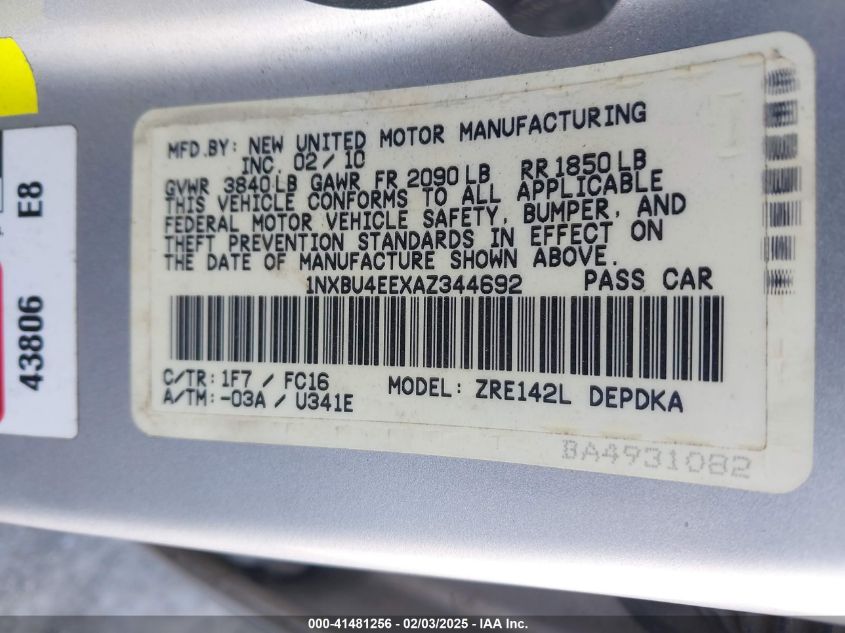 MFD.BY: NEW UNITED MOTOR MANUFACTURING
INC. 02/10
GVWR 3840LB GAWR FR 2090LB RR1850LB
THIS VEHICLE CONFORMS TO ALL APPLICABLE
FEDERAL MOTOR VEHICLE SAFETY, BUMPER, AND
THEFT PREVENTION STANDARDS IN EFFECT ON
THE DATE OF MANUFACTURE SHOWN ABOVE.
1NXBU4EEXAZ344692 PASS CAR
C/TR: 1F7 / FC16
A/TM: -03A / U341E
MODEL: ZRE142L DEPDKA
BA4931082
43806 E8
000-41481256 - 02/03/2025 - IAA Inc.